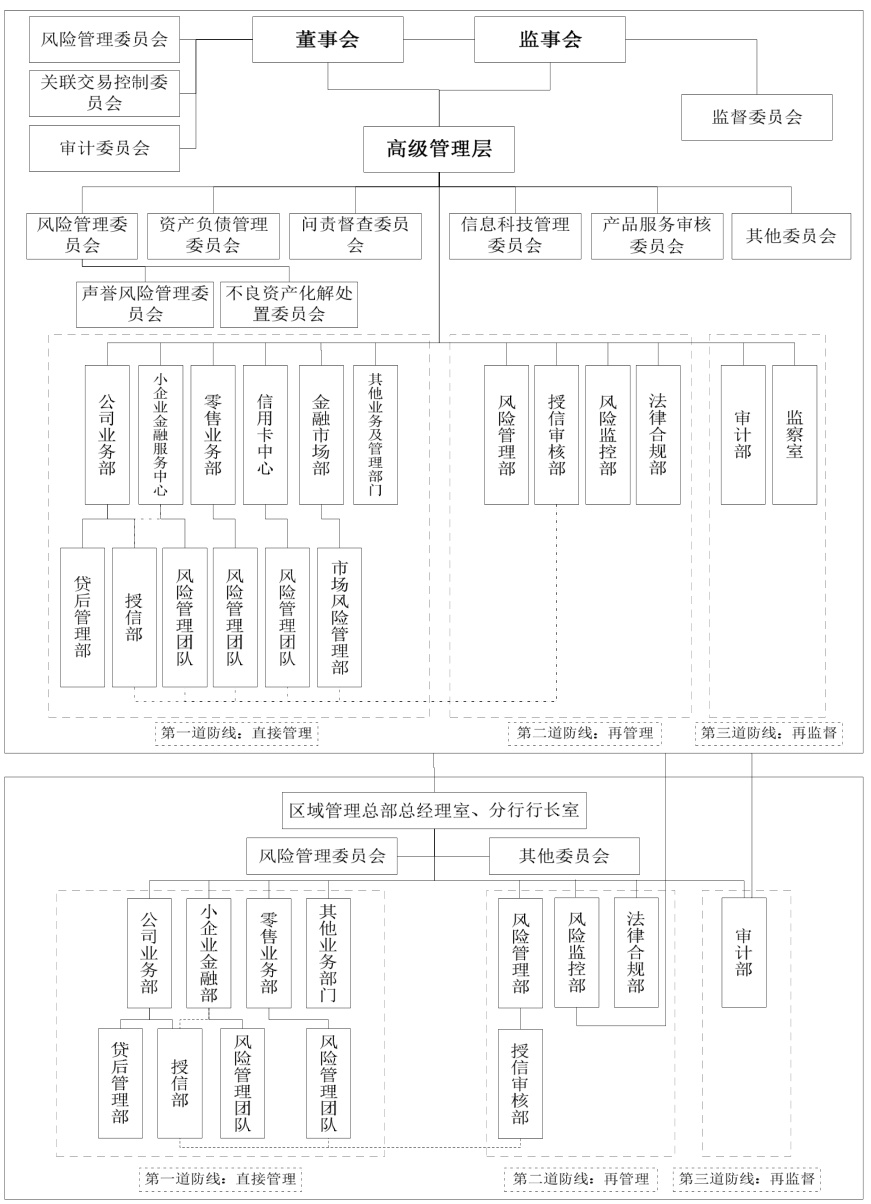 风险管理委员会
董事会
监事会
关联交易控制委
员会
监督委员会
审计委员会
高级管理层
风险管理委
员会
资产负债管理
委员会
问责督查委员
会
信息科技管理
委员会
产品服务审核
委员会
其他委员会
声誉风险管理委
员会
不良资产化解处
置委员会
公司业务部
小企业金融服务中心
零售业务部
信用卡中心
金融市场部
其他业务及管理部门
风险管理部
授信审核部
风险监控部
法律合规部
审计部
监察室
贷后管理部
授信部
风险管理团队
风险管理团队
风险管理团队
市场风险管理部
第一道防线：直接管理
第二道防线：再管理
第三道防线：再监督
区域管理总部总经理室、分行行长室
风险管理委员会
其他委员会
公司业务部
小企业金融部
零售业务部
其他业务部门
风险管理部
风险监控部
法律合规部
审计部
贷后管理部
授信部
风险管理团队
风险管理团队
授信审核部
第一道防线：直接管理
第二道防线：再管理
第三道防线：再监督